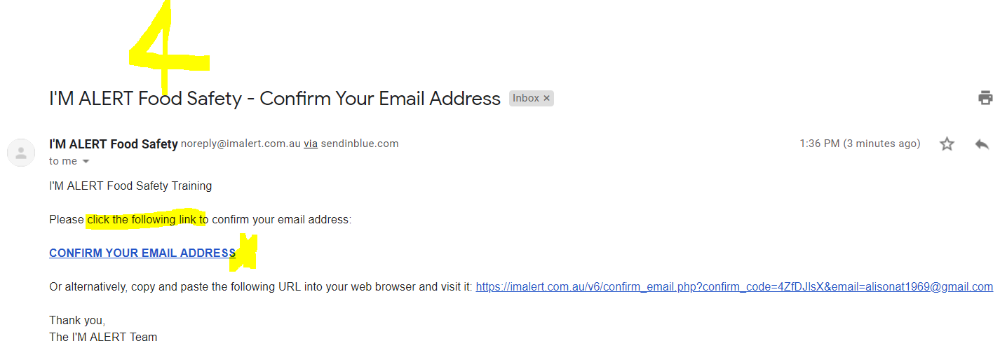 4
I'M ALERT Food Safety - Confirm Your Email Address Inbox ×
I'M ALERT Food Safety noreply@imalert.com.au via sendinblue.com 1:36 PM (3 minutes ago)
to me
I'M ALERT Food Safety Training
Please click the following link to confirm your email address:
CONFIRM YOUR EMAIL ADDRESS
Or alternatively, copy and paste the following URL into your web browser and visit it: https://imalert.com.au/v6/confirm_email.php?confirm_code=4ZfDJlsX&email=alisonat1969@gmail.com
Thank you,
The I'M ALERT Team